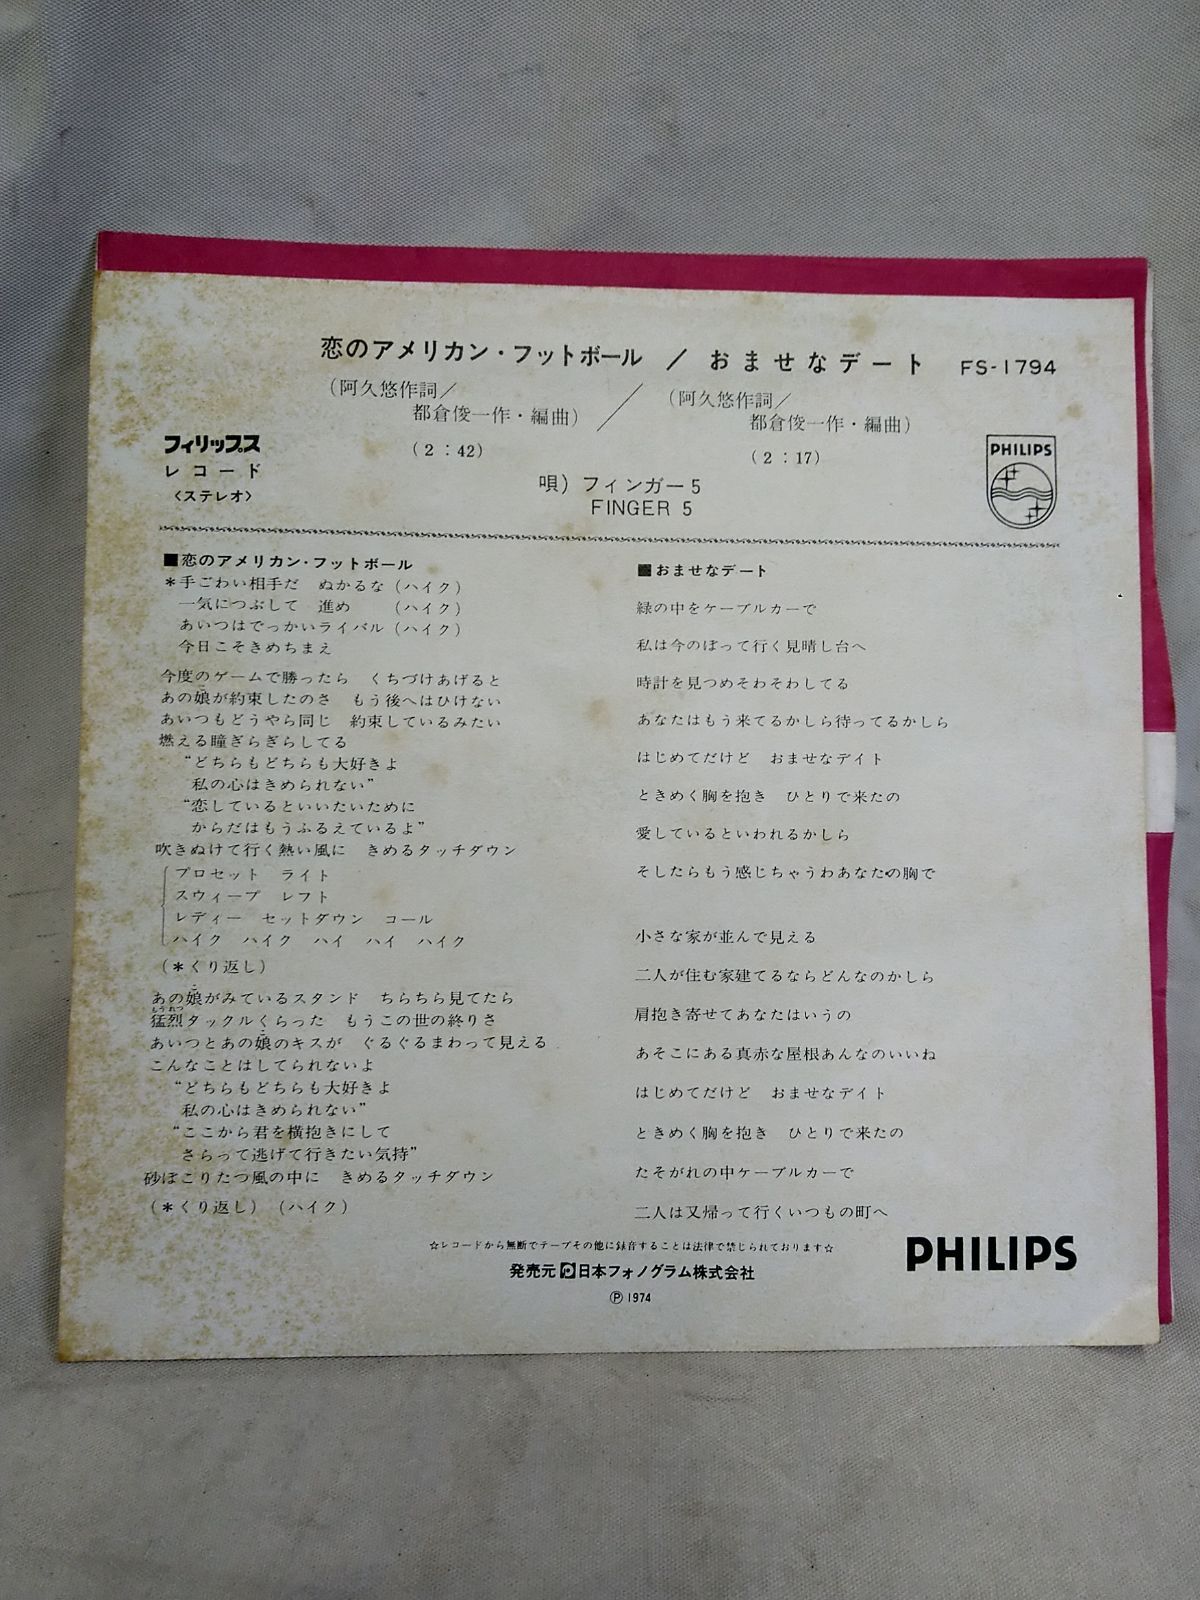 恋のアメリカン・フットボール / おませなデート FS-1794
(阿久悠作詞/
都倉俊一作・編曲)
(2:42)
(阿久悠作詞/
都倉俊一作・編曲)
(2:17)
フィリップス
レコード
〈ステレオ〉
唄) フィンガー5
FINGER 5
PHILIPS
■恋のアメリカン・フットボール
*手ごわい相手だ ぬかるな (ハイク)
一気につぶして 進め (ハイク)
あいつはでっかいライバル (ハイク)
今日こそきめちまえ
今度のゲームで勝ったら くちづけあげると
あの娘が約束したのさ もう後へはひけない
あいつもどうやら同じ 約束しているみたい
燃える瞳ぎらぎらしてる
“どちらもどちらも大好きよ
私の心はきめられない”
“恋しているといいたいために
からだはもうふるえているよ”
吹きぬけて行く熱い風に きめるタッチダウン
プロセット ライト
スウィープ レフト
レディー セットダウン コール
ハイク ハイク ハイ ハイ ハイク
(*くり返し)
あの娘がみているスタンド ちらちら見てたら
猛烈タックルくらった もうこの世の終りさ
あいつとあの娘のキスが ぐるぐるまわって見える
こんなことはしてられないよ
“どちらもどちらも大好きよ
私の心はきめられない”
“ここから君を横抱きにして
さらって逃げて行きたい気持”
砂ぼこりたつ風の中に きめるタッチダウン
(*くり返し) (ハイク)
■おませなデート
緑の中をケーブルカーで
私は今のぼって行く見晴し台へ
時計を見つめそわそわしてる
あなたはもう来てるかしら待ってるかしら
はじめてだけど おませなデイト
ときめく胸を抱き ひとりで来たの
愛しているといわれるかしら
そしたらもう感じちゃうわあなたの胸で
小さな家が並んで見える
二人が住む家建てるならどんなのかしら
肩抱き寄せてあなたはいうの
あそこにある真赤な屋根あんなのいいね
はじめてだけど おませなデイト
ときめく胸を抱き ひとりで来たの
たそがれの中ケーブルカーで
二人は又帰って行くいつもの町へ
☆レコードから無断でテープその他に録音することは法律で禁じられております☆
発売元 日本フォノグラム株式会社
Ⓟ 1974
PHILIPS